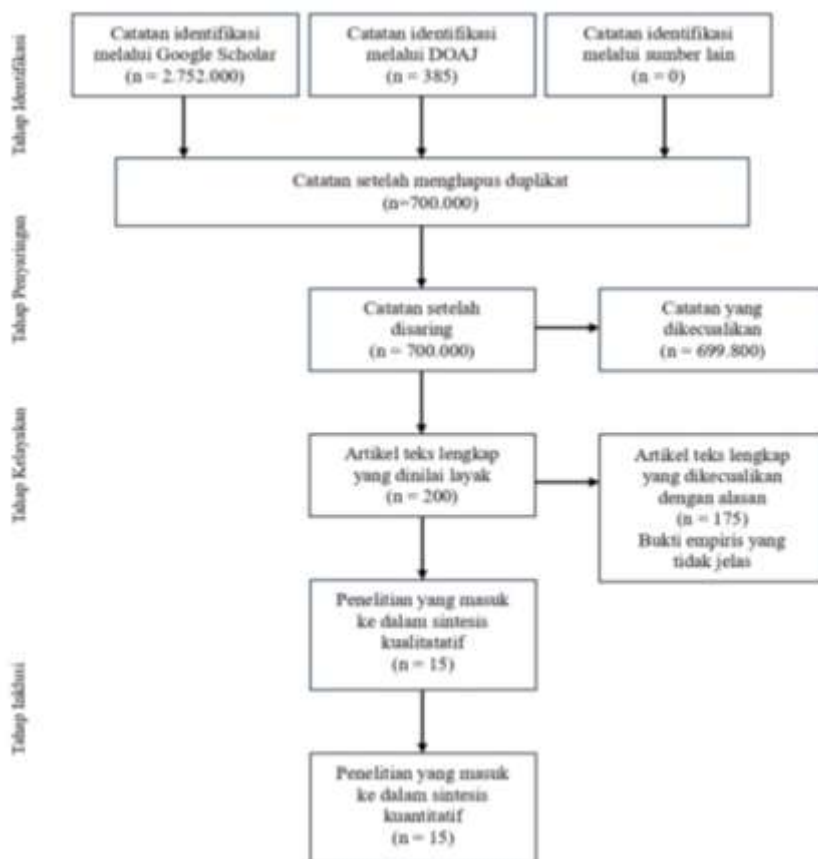 Tahap Identifikasi
Catatan identifikasi
melalui Google Scholar
(n = 2.752.000)
Catatan identifikasi
melalui DOAJ
(n = 385)
Catatan identifikasi
melalui sumber lain
(n = 0)
Catatan setelah menghapus duplikat
(n=700.000)
Tahap Penyaringan
Catatan setelah
disaring
(n = 700.000)
Catatan yang
dikecualikan
(n = 699.800)
Tahap Kelayakan
Artikel teks lengkap
yang dinilai layak
(n = 200)
Artikel teks lengkap
yang dikecualikan
dengan alasan
(n = 175)
Bukti empiris yang
tidak jelas
Tahap Inklusi
Penelitian yang masuk
ke dalam sintesis
kualitatatif
(n = 15)
Penelitian yang masuk
ke dalam sintesis
kuantitatif
(n = 15)